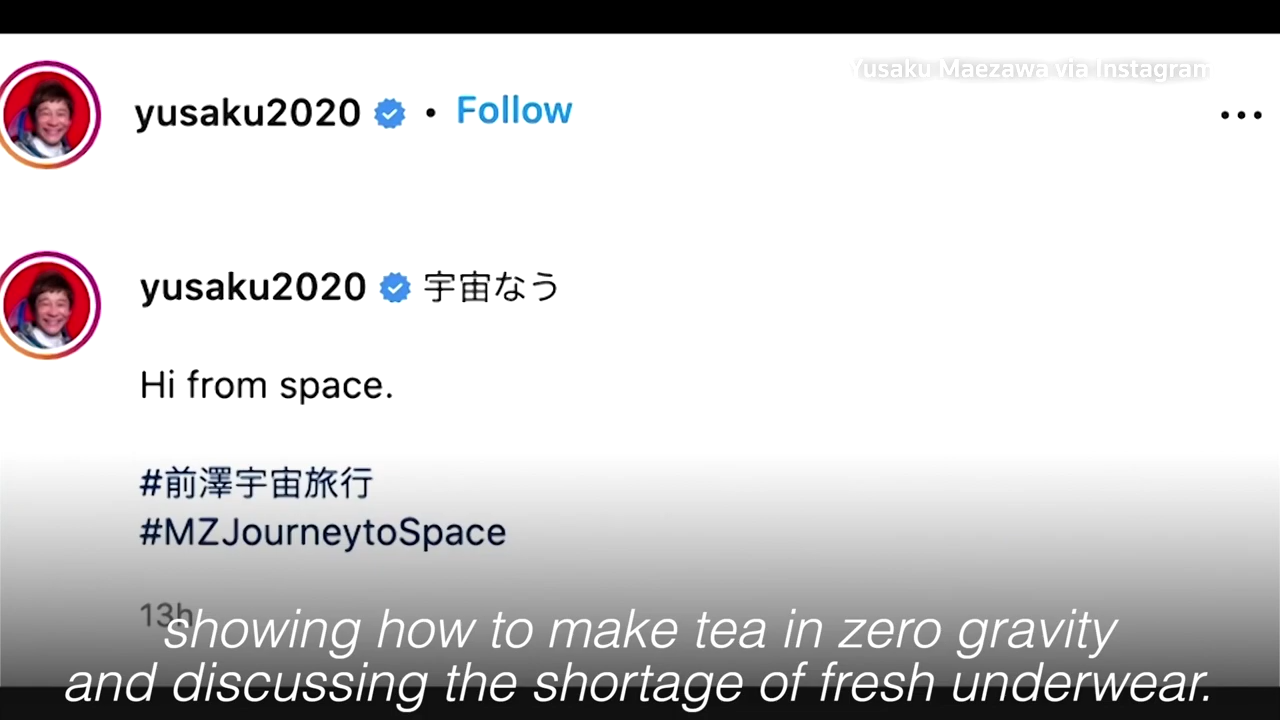 Yusaku Maezawa via Instagram
yusaku2020 • Follow
yusaku2020 宇宙なう
Hi from space.
#前澤宇宙旅行
#MZJourneytoSpace
13h
showing how to make tea in zero gravity
and discussing the shortage of fresh underwear.